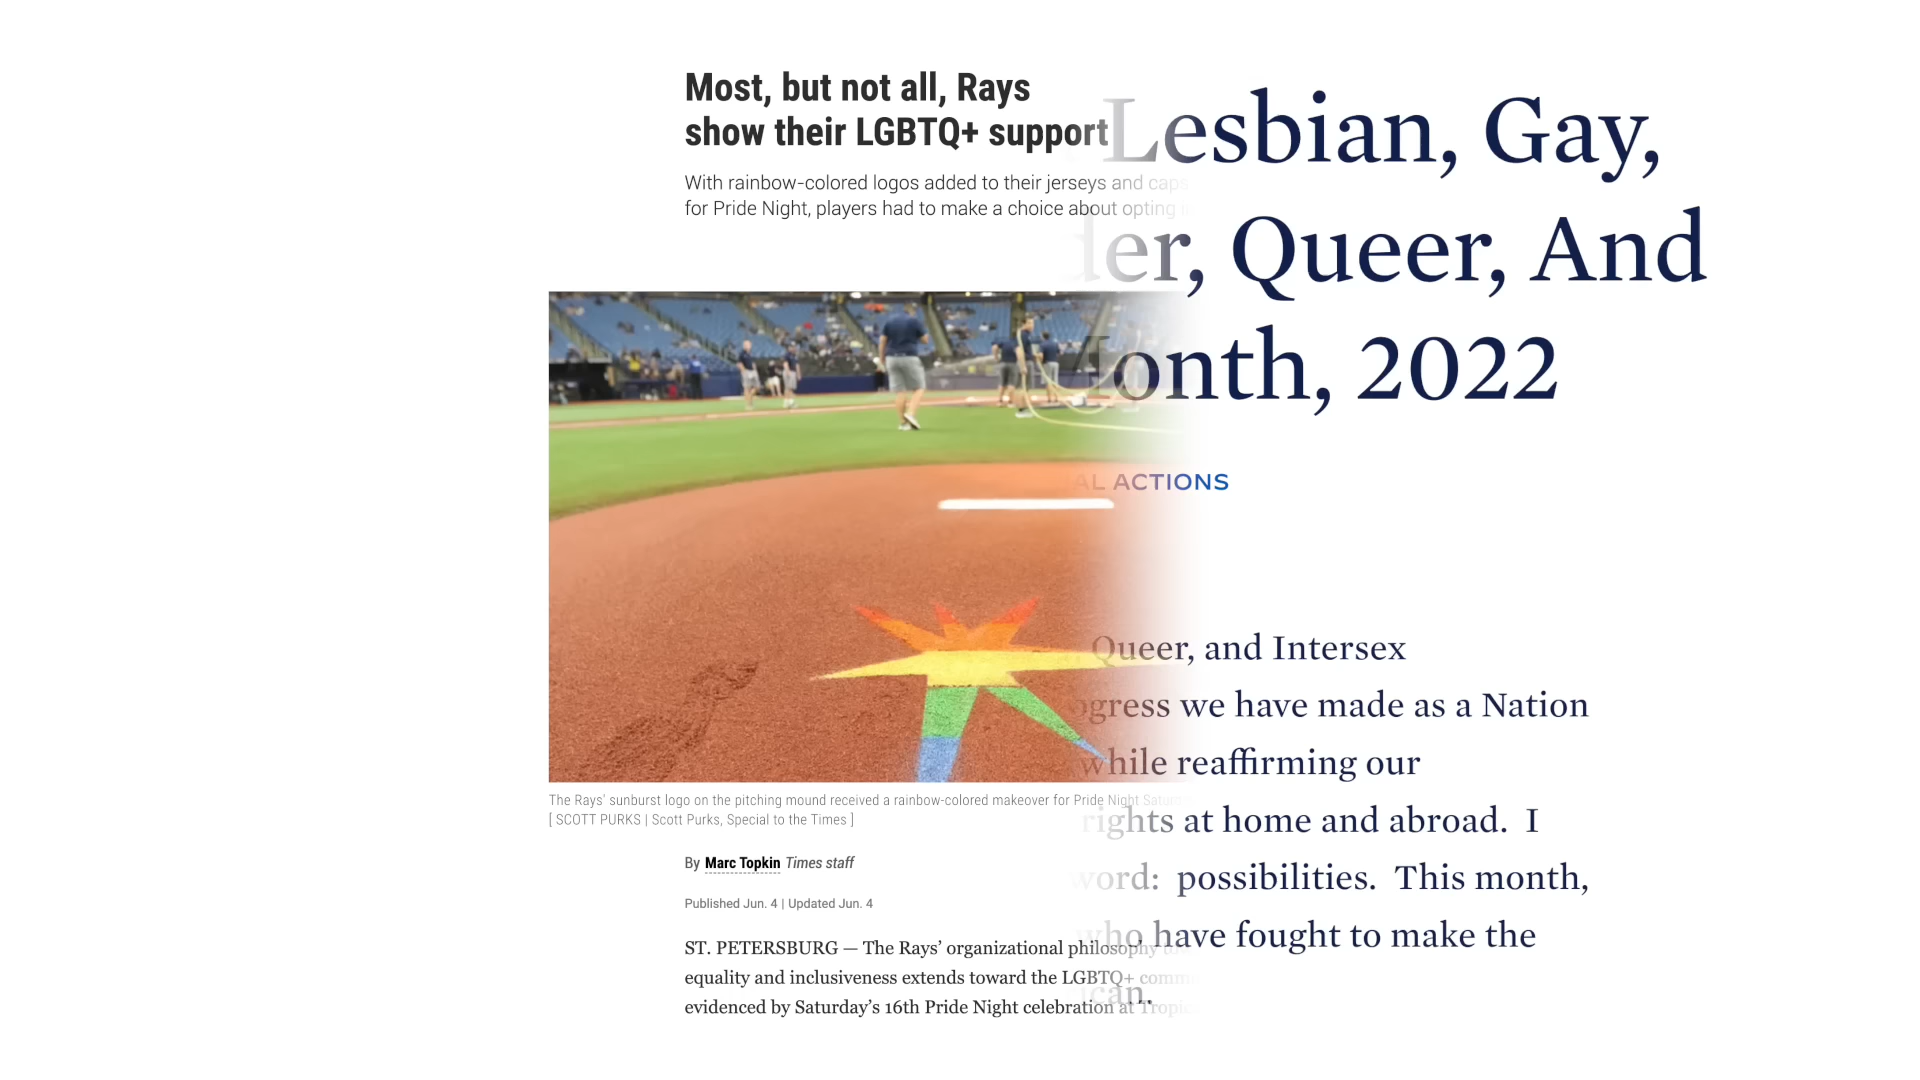 Most, but not all, Rays
show their LGBTQ+ support
With rainbow-colored logos added to their jerseys and caps
for Pride Night, players had to make a choice about opting
The Rays' sunburst logo on the pitching mound received a rainbow-colored makeover for Pride Night
[ SCOTT PURKS | Scott Purks, Special to the Times ]
By Marc Topkin Times staff
Published Jun. 4 | Updated Jun. 4
ST. PETERSBURG — The Rays' organizational philosophy
equality and inclusiveness extends toward the LGBTQ+
evidenced by Saturday's 16th Pride Night celebration at
Lesbian, Gay,
der, Queer, And
Month, 2022
AL ACTIONS
Queer, and Intersex
ogress we have made as a Nation
while reaffirming our
rights at home and abroad. I
word: possibilities. This month,
who have fought to make the
ican.